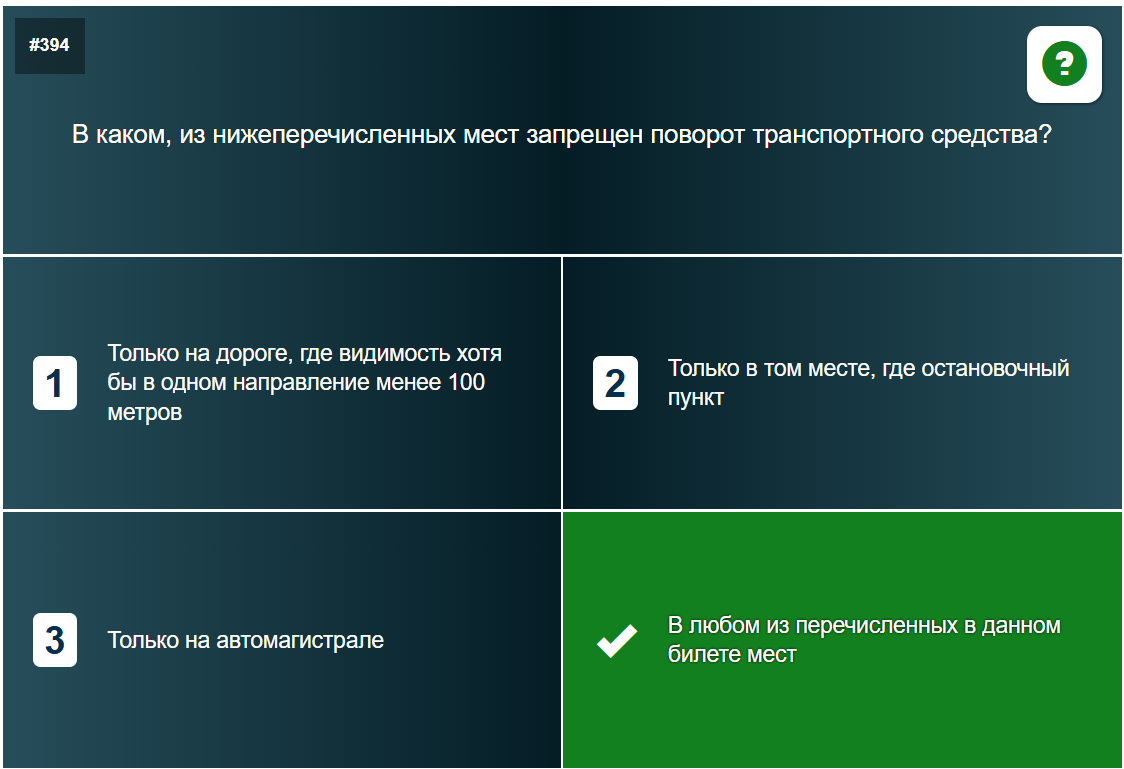 #394
?
В каком, из нижеперечисленных мест запрещен поворот транспортного средства?
1
Только на дороге, где видимость хотя
бы в одном направление менее 100
метров
2
Только в том месте, где остановочный
пункт
3
Только на автомагистрале
В любом из перечисленных в данном
билете мест